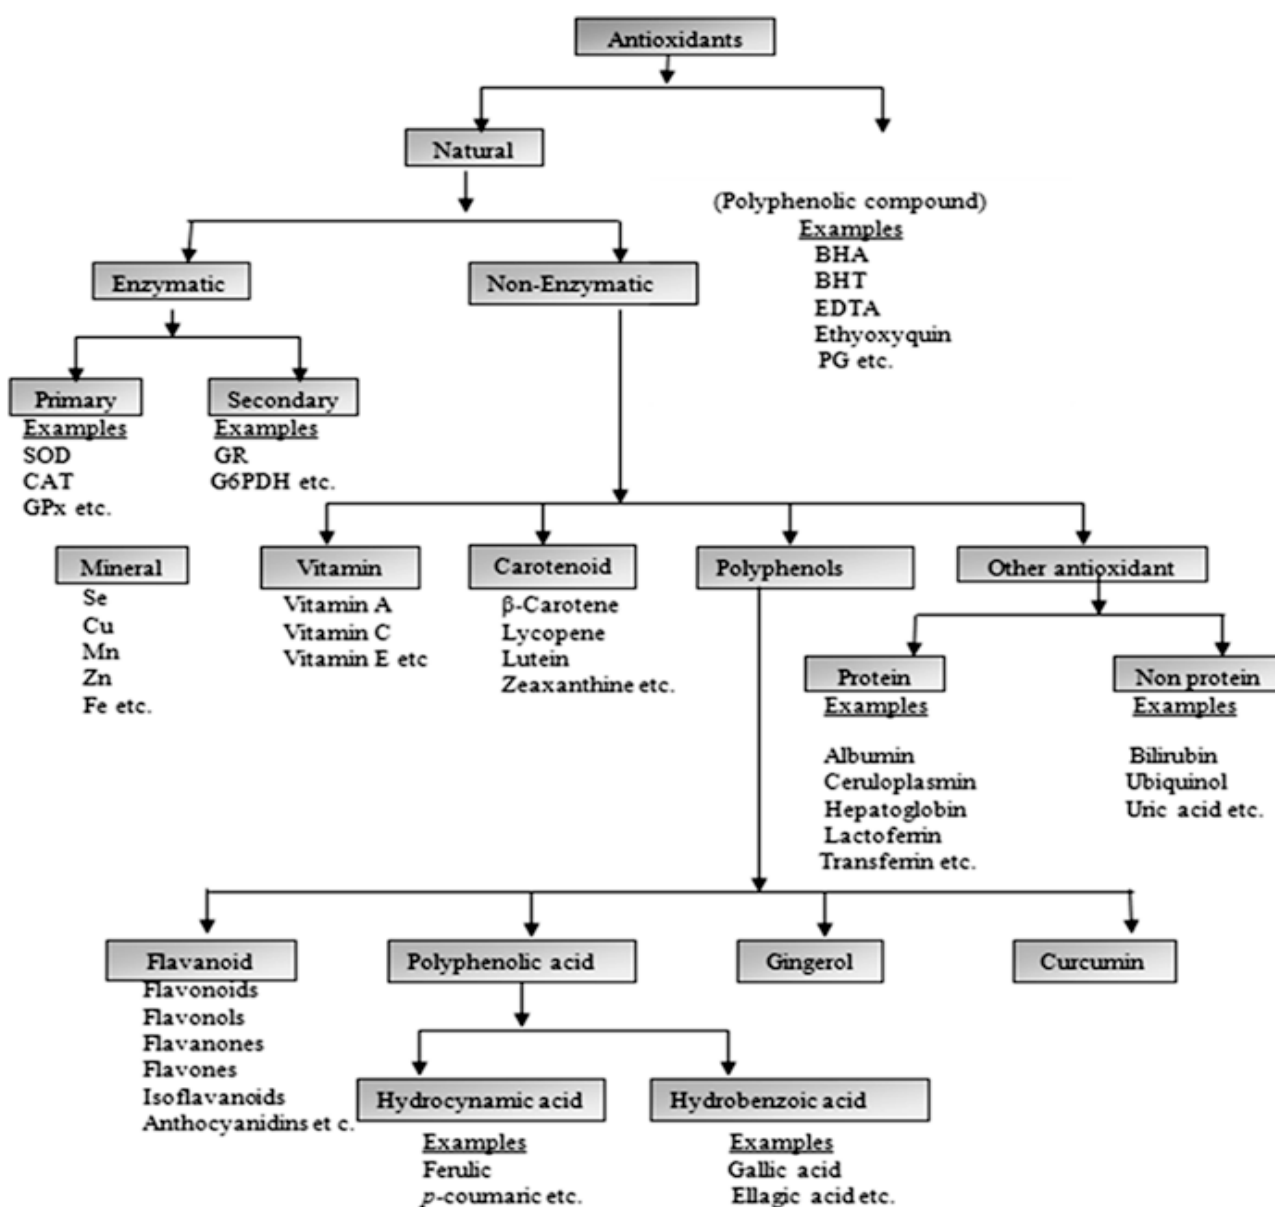 Antioxidants
Natural
(Polyphenolic compound)
Examples
BHA
BHT
EDTA
Ethyoxyquin
PG etc.
Enzymatic
Non-Enzymatic
Primary
Examples
SOD
CAT
GPx etc.
Secondary
Examples
GR
G6PDH etc.
Mineral
Se
Cu
Mn
Zn
Fe etc.
Vitamin
Vitamin A
Vitamin C
Vitamin E etc
Carotenoid
β-Carotene
Lycopene
Lutein
Zeaxanthine etc.
Polyphenols
Other antioxidant
Protein
Examples
Albumin
Ceruloplasmin
Hepatoglobin
Lactoferrin
Transferrin etc.
Non protein
Examples
Bilirubin
Ubiquinol
Uric acid etc.
Flavanoid
Flavonoids
Flavonols
Flavanones
Flavones
Isoflavanoids
Anthocyanidins et c.
Polyphenolic acid
Gingerol
Curcumin
Hydrocynamic acid
Examples
Ferulic
p-coumaric etc.
Hydrobenzoic acid
Examples
Gallic acid
Ellagic acid etc.